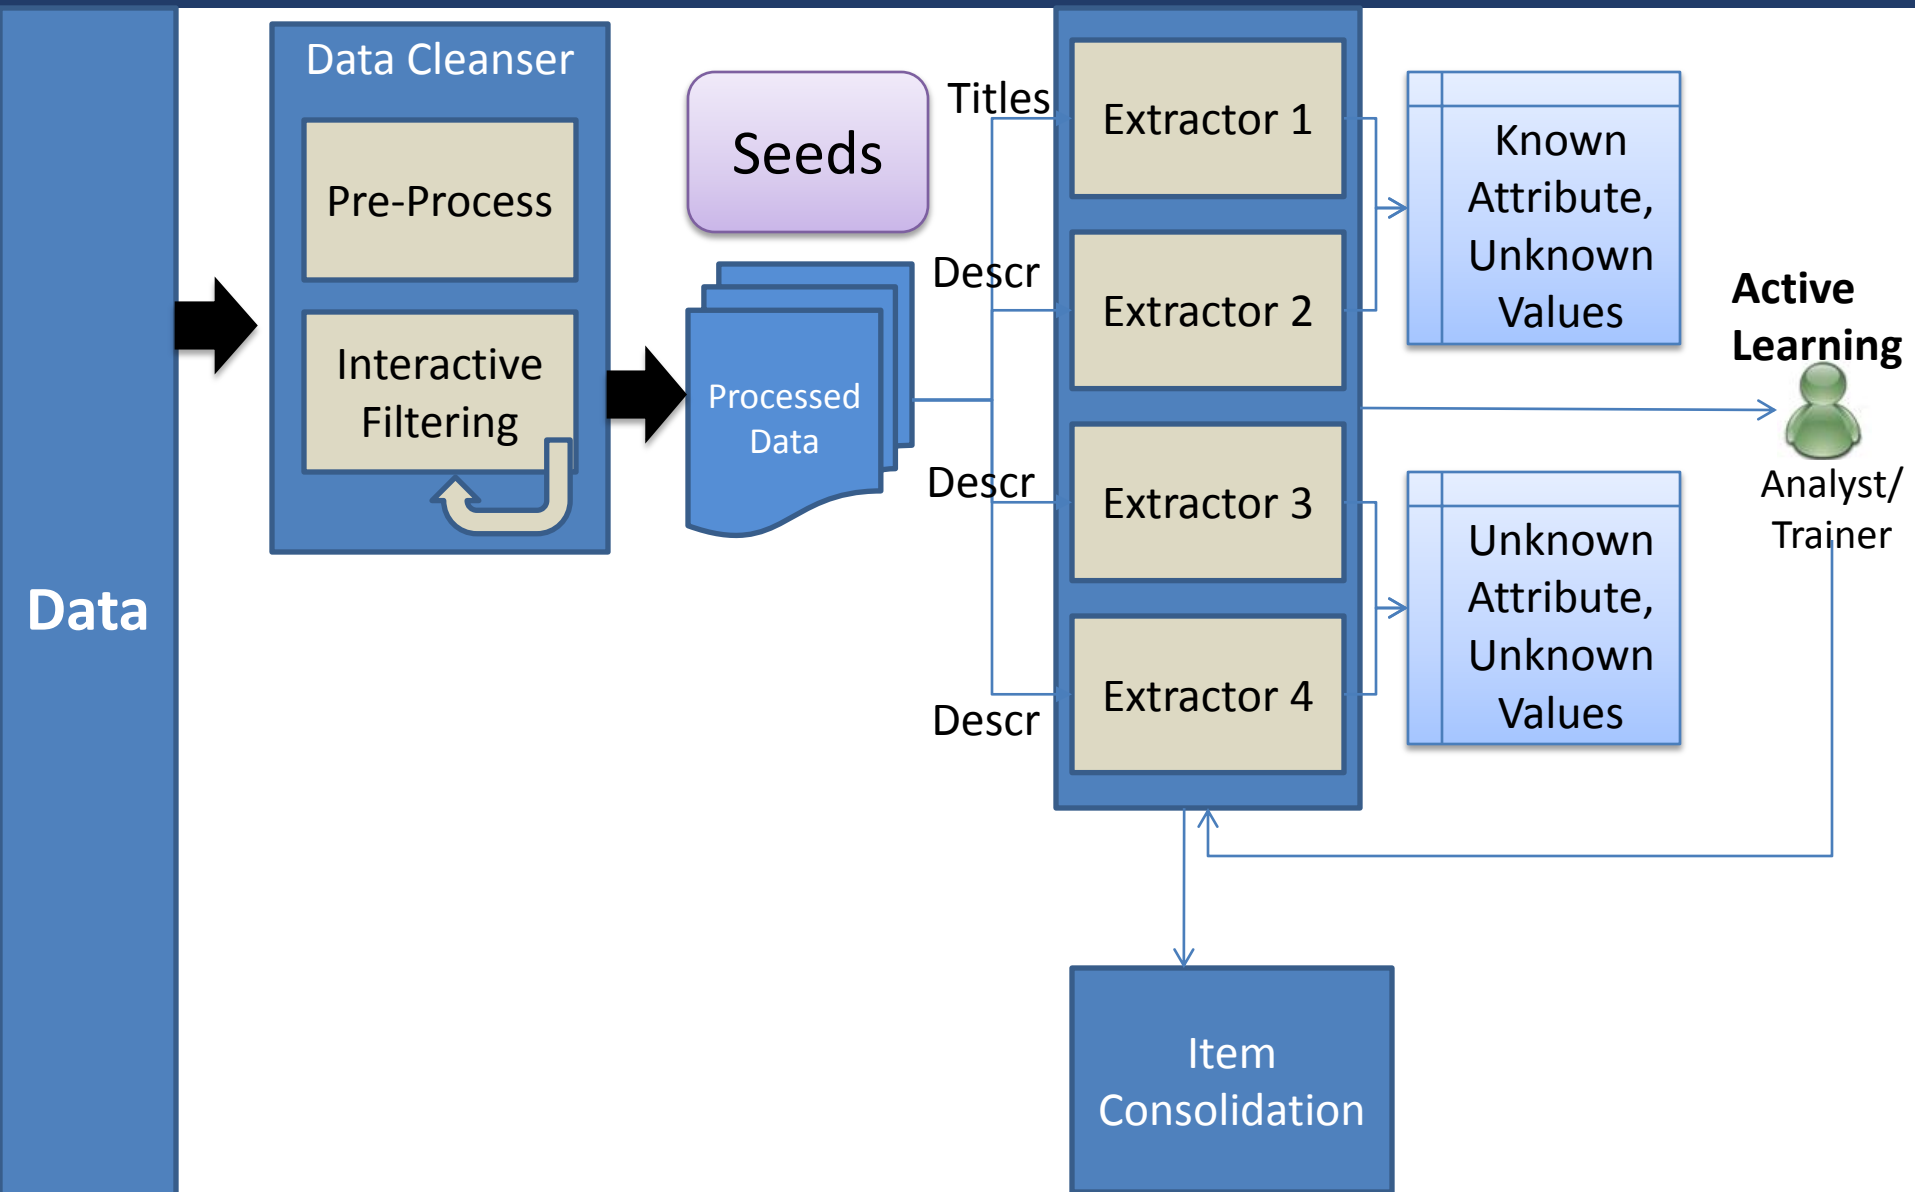 Data
Data Cleanser
Pre-Process
Interactive
Filtering
Seeds
Processed
Data
Titles
Descr
Descr
Descr
Extractor 1
Extractor 2
Extractor 3
Extractor 4
Known
Attribute,
Unknown
Values
Unknown
Attribute,
Unknown
Values
Active
Learning
Analyst/
Trainer
Item
Consolidation